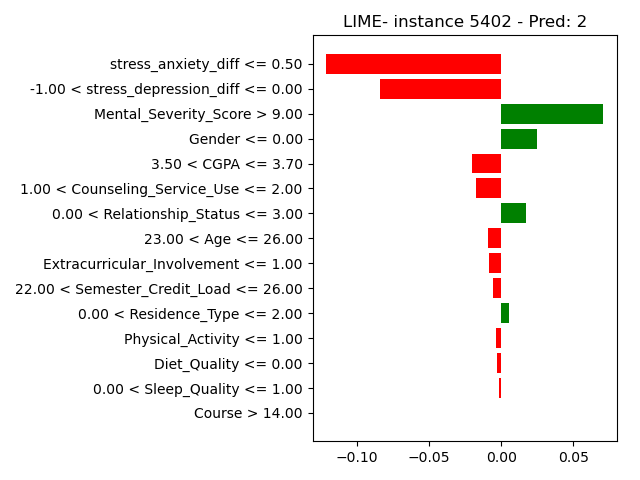 LIME- instance 5402 - Pred: 2
stress_anxiety_diff <= 0.50
-1.00 < stress_depression_diff <= 0.00
Mental_Severity_Score > 9.00
Gender <= 0.00
3.50 < CGPA <= 3.70
1.00 < Counseling_Service_Use <= 2.00
0.00 < Relationship_Status <= 3.00
23.00 < Age <= 26.00
Extracurricular_Involvement <= 1.00
22.00 < Semester_Credit_Load <= 26.00
0.00 < Residence_Type <= 2.00
Physical_Activity <= 1.00
Diet_Quality <= 0.00
0.00 < Sleep_Quality <= 1.00
Course > 14.00
−0.10 −0.05 0.00 0.05